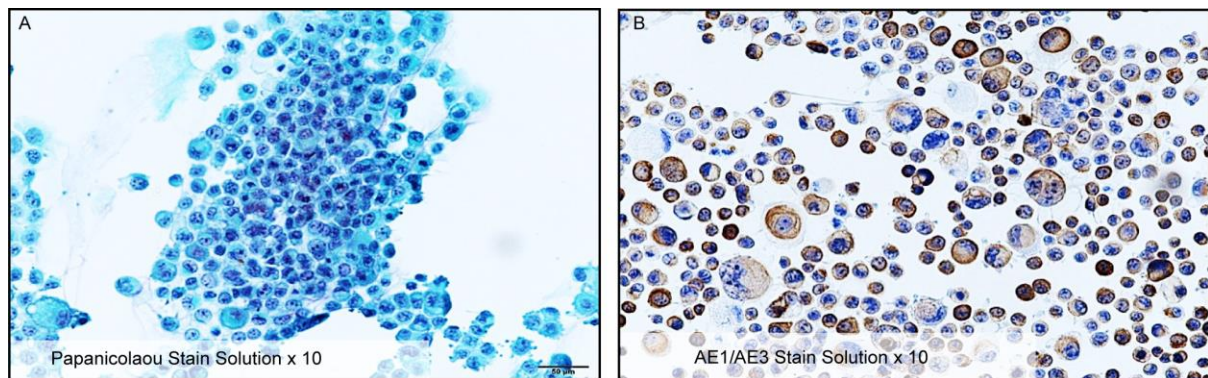 A
B
Papanicolaou Stain Solution x 10
50 µm
AE1/AE3 Stain Solution x 10